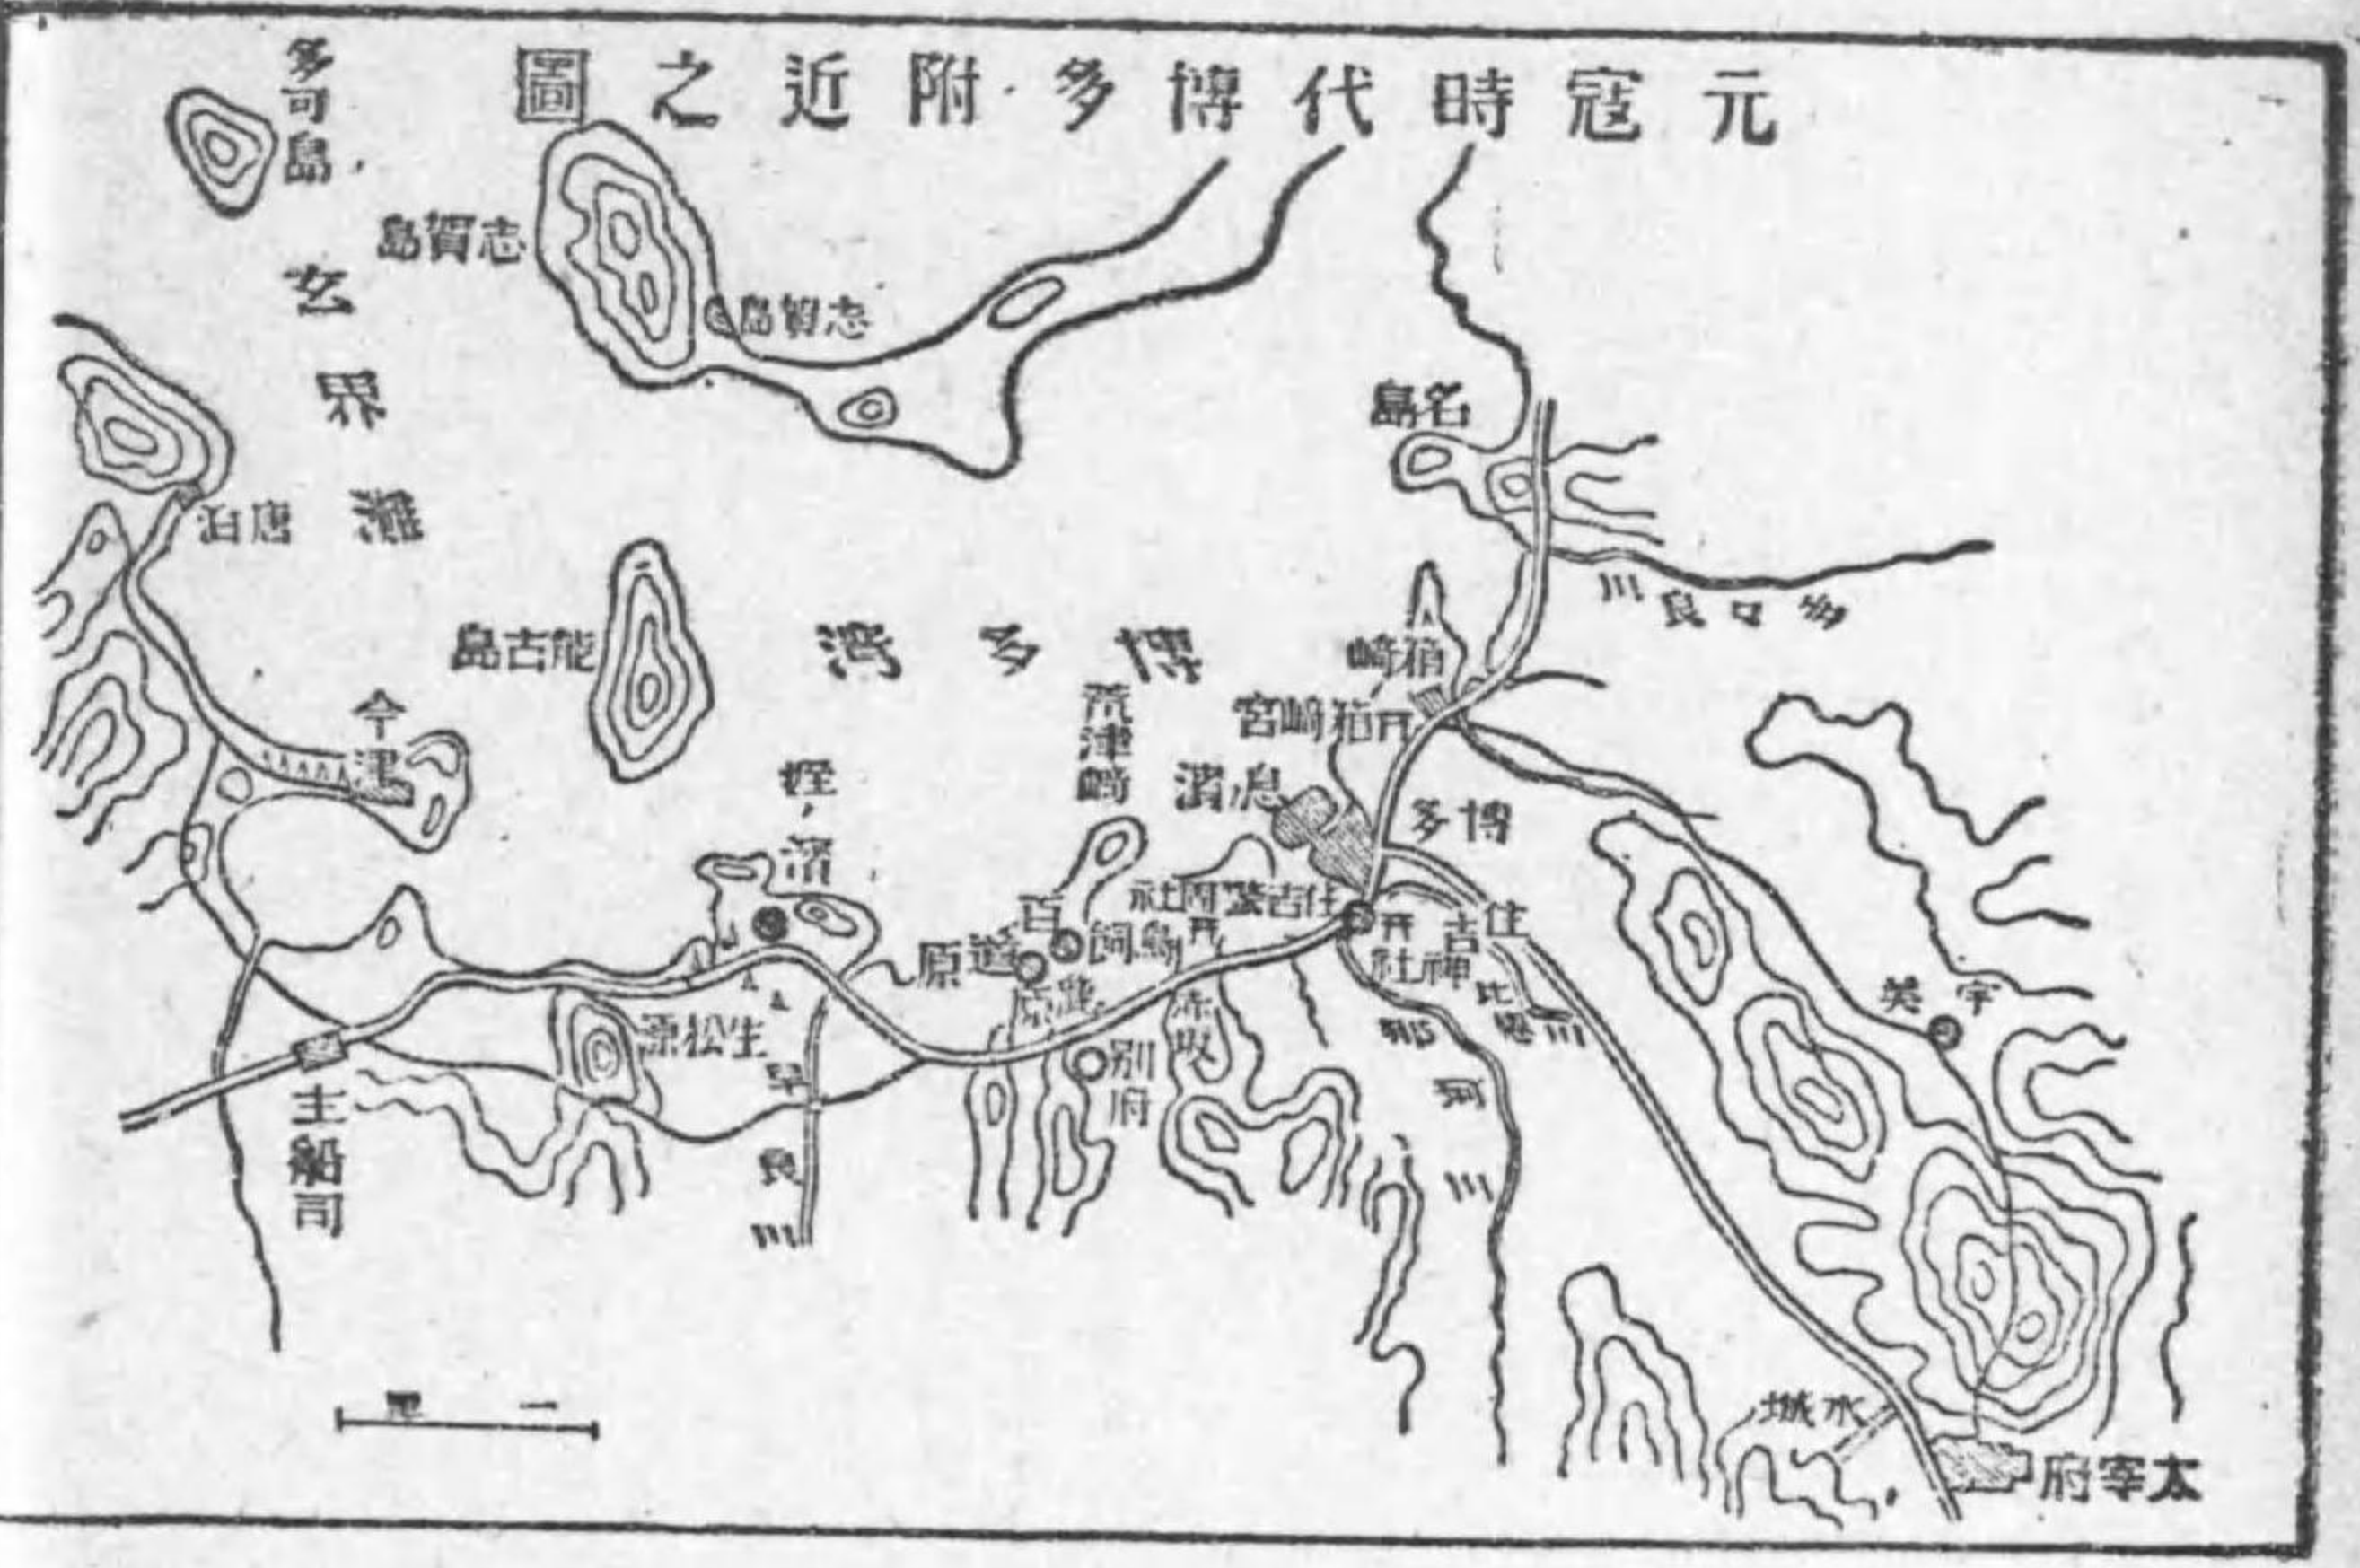 元寇時代博多附近之圖
多可島
志賀島
志賀島
玄界灘
名島
唐泊
多々良川
能古島
博多湾
箱崎
箱崎宮
今津
荒津崎
姪ノ濱
息濱
博多
住吉
鳥飼
百道原
住吉神社
比恵川
那珂川
宇美
赤坂
別府
生松原
早良川
主船司
一里
水城
太宰府